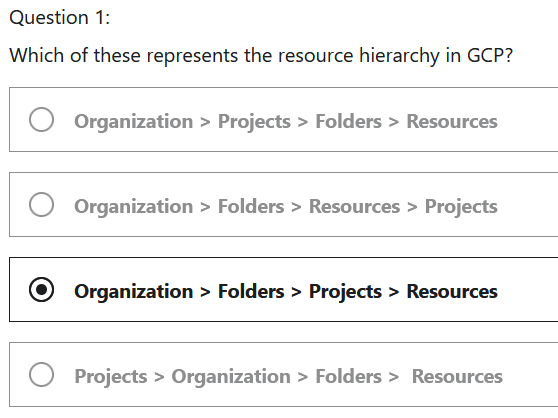 Question 1:
Which of these represents the resource hierarchy in GCP?
Organization > Projects > Folders > Resources
Organization > Folders > Resources > Projects
Organization > Folders > Projects > Resources
Projects > Organization > Folders >  Resources